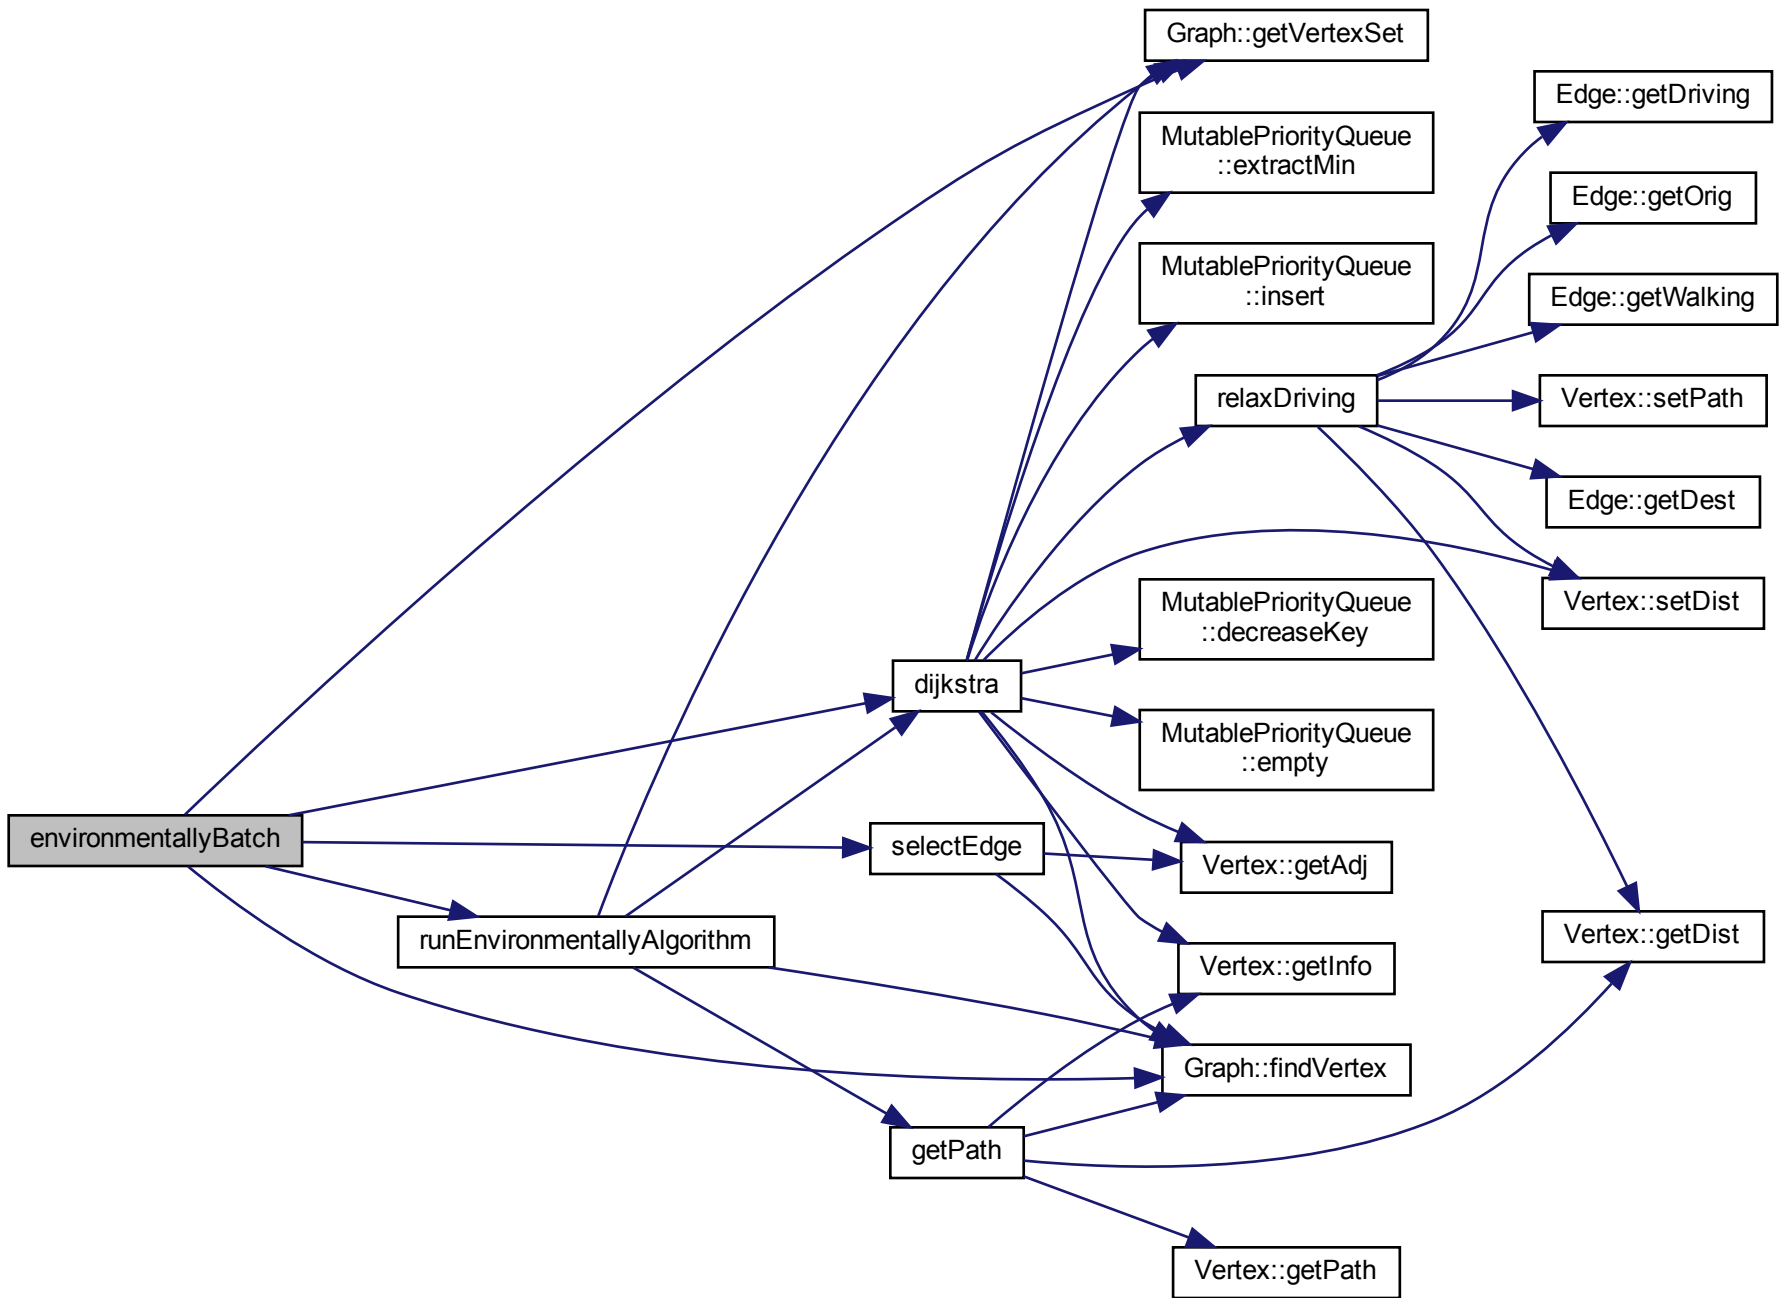 Graph::getVertexSet
Edge::getDriving
MutablePriorityQueue
::extractMin
Edge::getOrig
MutablePriorityQueue
::insert
Edge::getWalking
relaxDriving
Vertex::setPath
Edge::getDest
MutablePriorityQueue
::decreaseKey
Vertex::setDist
dijkstra
MutablePriorityQueue
::empty
environmentallyBatch
selectEdge
Vertex::getAdj
runEnvironmentallyAlgorithm
Vertex::getDist
Vertex::getInfo
Graph::findVertex
getPath
Vertex::getPath